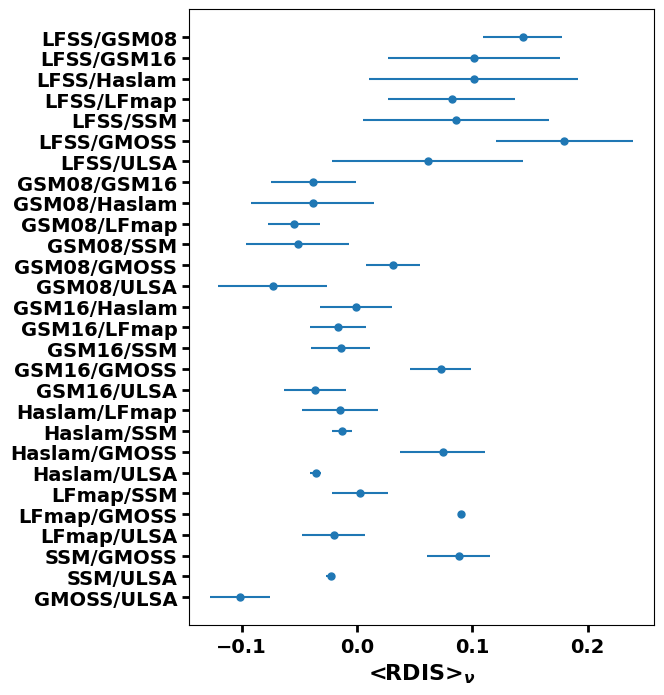 LFSS/GSM08
LFSS/GSM16
LFSS/Haslam
LFSS/LFmap
LFSS/SSM
LFSS/GMOSS
LFSS/ULSA
GSM08/GSM16
GSM08/Haslam
GSM08/LFmap
GSM08/SSM
GSM08/GMOSS
GSM08/ULSA
GSM16/Haslam
GSM16/LFmap
GSM16/SSM
GSM16/GMOSS
GSM16/ULSA
Haslam/LFmap
Haslam/SSM
Haslam/GMOSS
Haslam/ULSA
LFmap/SSM
LFmap/GMOSS
LFmap/ULSA
SSM/GMOSS
SSM/ULSA
GMOSS/ULSA
−0.1 0.0 0.1 0.2
<RDIS>ν